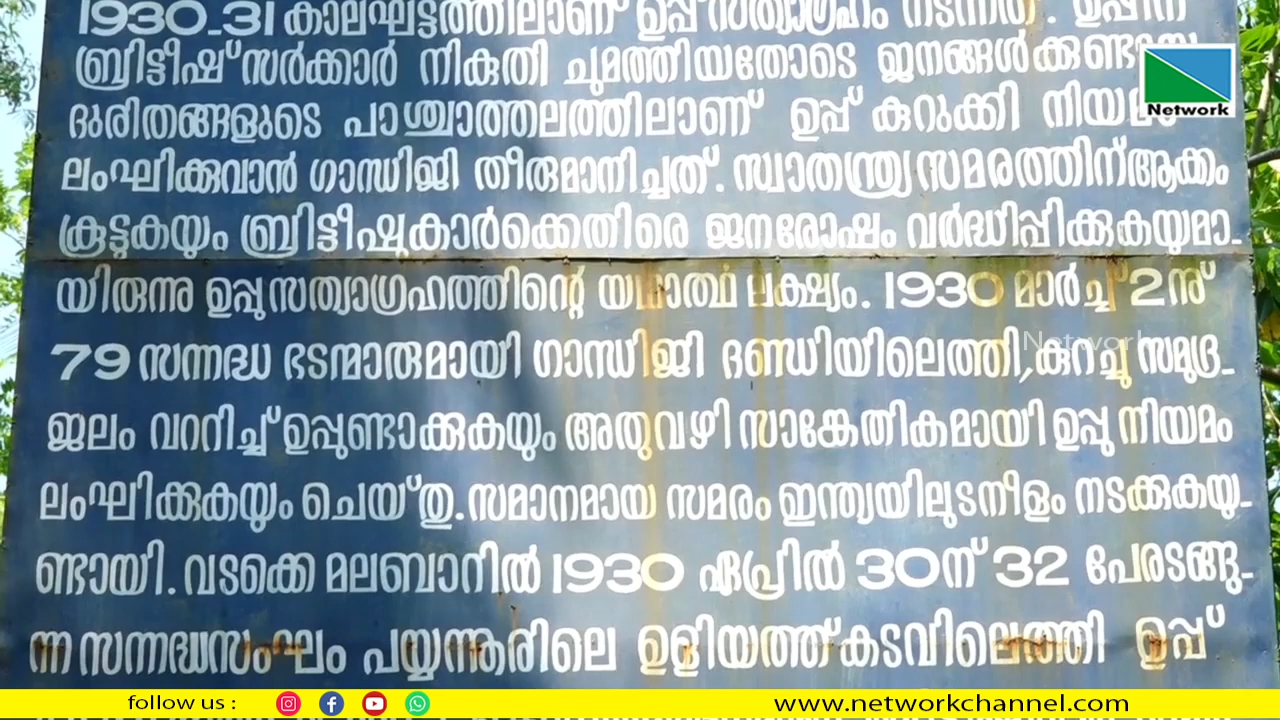 1930-31 കാലഘട്ടത്തിലാണ് ഉപ്പ് സത്യാഗ്രഹം നടന്നത്. ഉപ്പിന്
ബ്രിട്ടീഷ് സർക്കാർ നികുതി ചുമത്തിയതോടെ ജനങ്ങൾക്കുണ്ടായ
ദുരിതങ്ങളുടെ പാശ്ചാത്തലത്തിലാണ് ഉപ്പ് കുറുക്കി നിയമം
ലംഘിക്കുവാൻ ഗാന്ധിജി തീരുമാനിച്ചത്. സ്വാതന്ത്ര്യസമരത്തിന് ആക്കം
കൂട്ടുകയും ബ്രിട്ടീഷുകാർക്കെതിരെ ജനരോഷം വർദ്ധിപ്പിക്കുകയുമാ-
യിരുന്നു ഉപ്പുസത്യാഗ്രഹത്തിന്റെ യഥാത്ഥ ലക്ഷ്യം. 1930 മാർച്ച് 2നു്
79 സന്നദ്ധ ഭടന്മാരുമായി ഗാന്ധിജി ദണ്ഡിയിലെത്തി, കുറച്ചു സമുദ്ര-
ജലം വററിച്ച് ഉപ്പുണ്ടാക്കുകയും അതുവഴി സാങ്കേതികമായി ഉപ്പു നിയമം
ലംഘിക്കുകയും ചെയ്തു. സമാനമായ സമരം ഇന്ത്യയിലുടനീളം നടക്കുകയു-
ണ്ടായി. വടക്കെ മലബാറിൽ 1930 ഏപ്രിൽ 30ന് 32 പേരടങ്ങു-
ന്ന സന്നദ്ധസംഘം പയ്യന്നൂരിലെ ഉളിയത്ത് കടവിലെത്തി ഉപ്പ്
Network
Network
follow us :
www.networkchannel.com